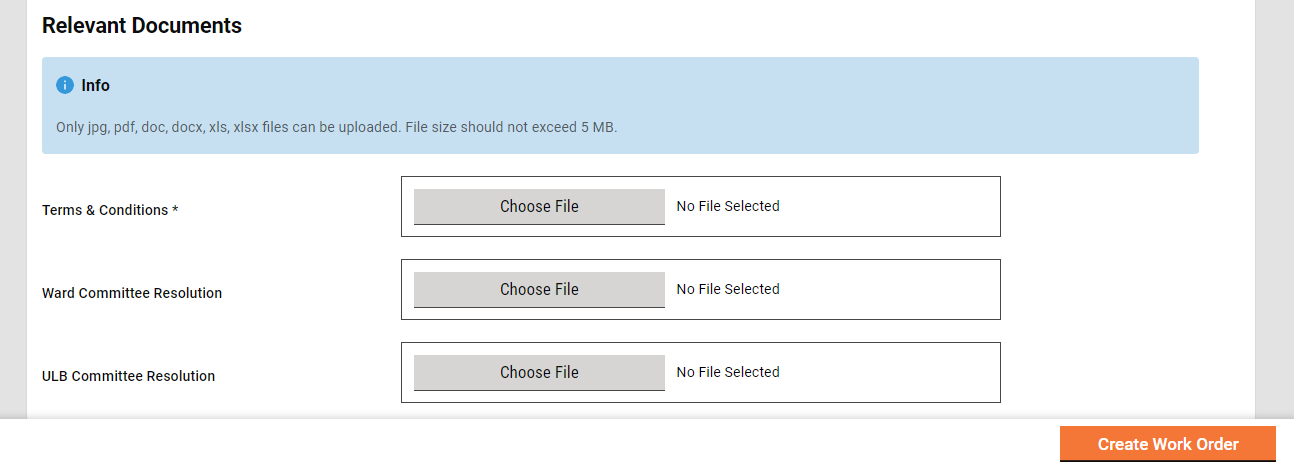 Relevant Documents
Info
Only jpg, pdf, doc, docx, xls, xlsx files can be uploaded. File size should not exceed 5 MB.
Terms & Conditions * Choose File No File Selected
Ward Committee Resolution Choose File No File Selected
ULB Committee Resolution Choose File No File Selected
Create Work Order